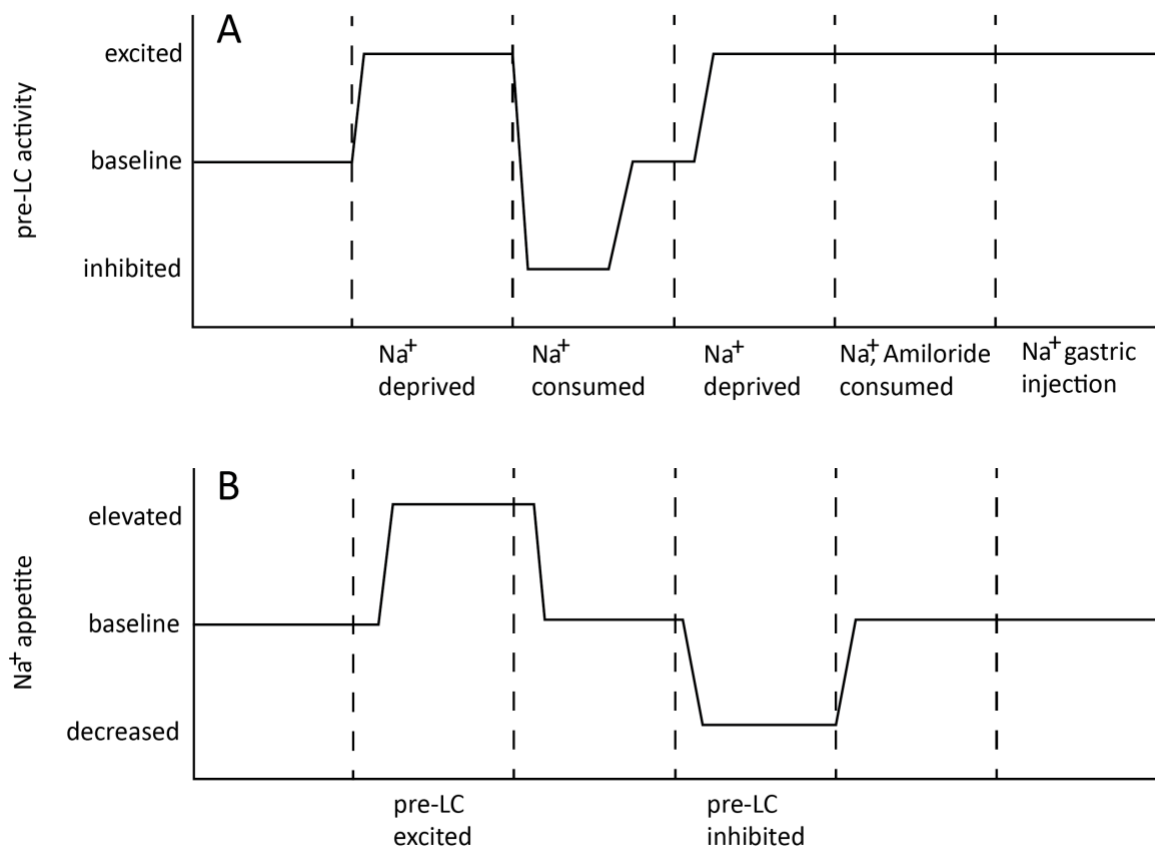 A
pre-LC activity
excited
baseline
inhibited
Na⁺ deprived
Na⁺ consumed
Na⁺ deprived
Na⁺, Amiloride consumed
Na⁺ gastric injection
B
Na⁺ appetite
elevated
baseline
decreased
pre-LC excited
pre-LC inhibited